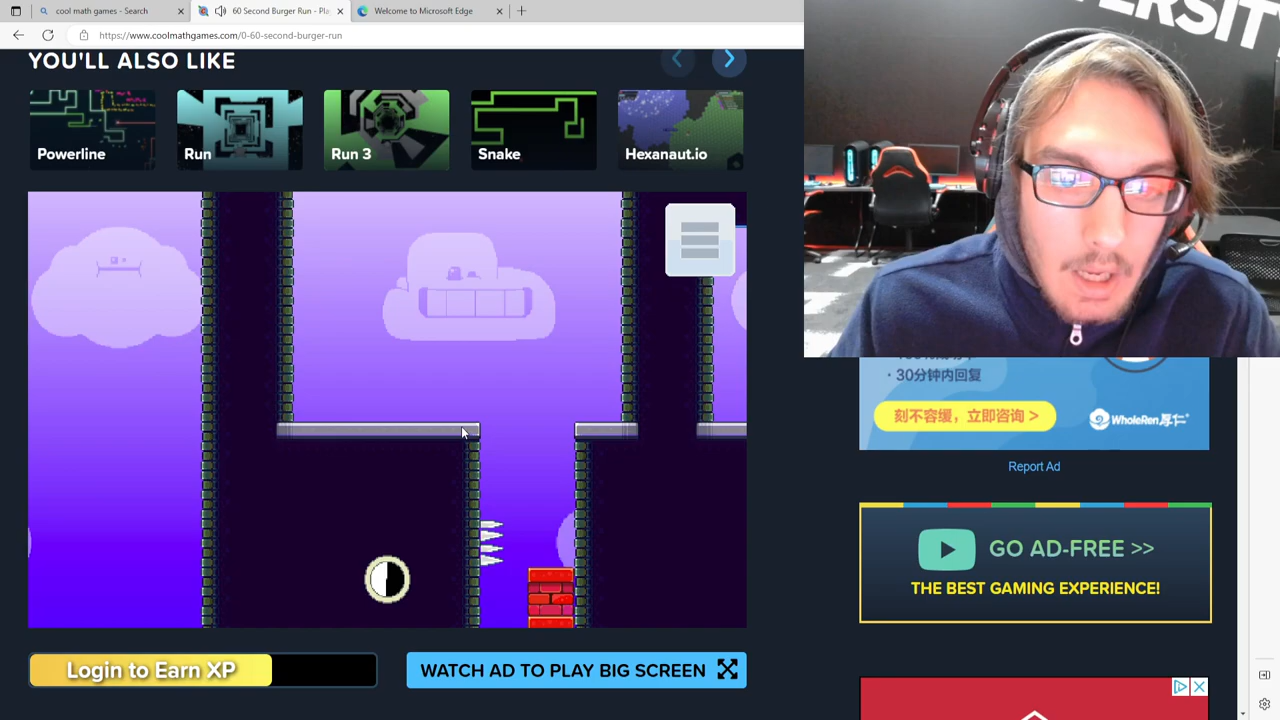 cool math games - Search
60 Second Burger Run - Pla
Welcome to Microsoft Edge
https://www.coolmathgames.com/0-60-second-burger-run
YOU'LL ALSO LIKE
Powerline
Run
Run 3
Snake
Hexanaut.io
Login to Earn XP
WATCH AD TO PLAY BIG SCREEN
ERSITY
· 30分钟内回复
刻不容缓，立即咨询 >
WholeRen厚仁
Report Ad
GO AD-FREE >>
THE BEST GAMING EXPERIENCE!